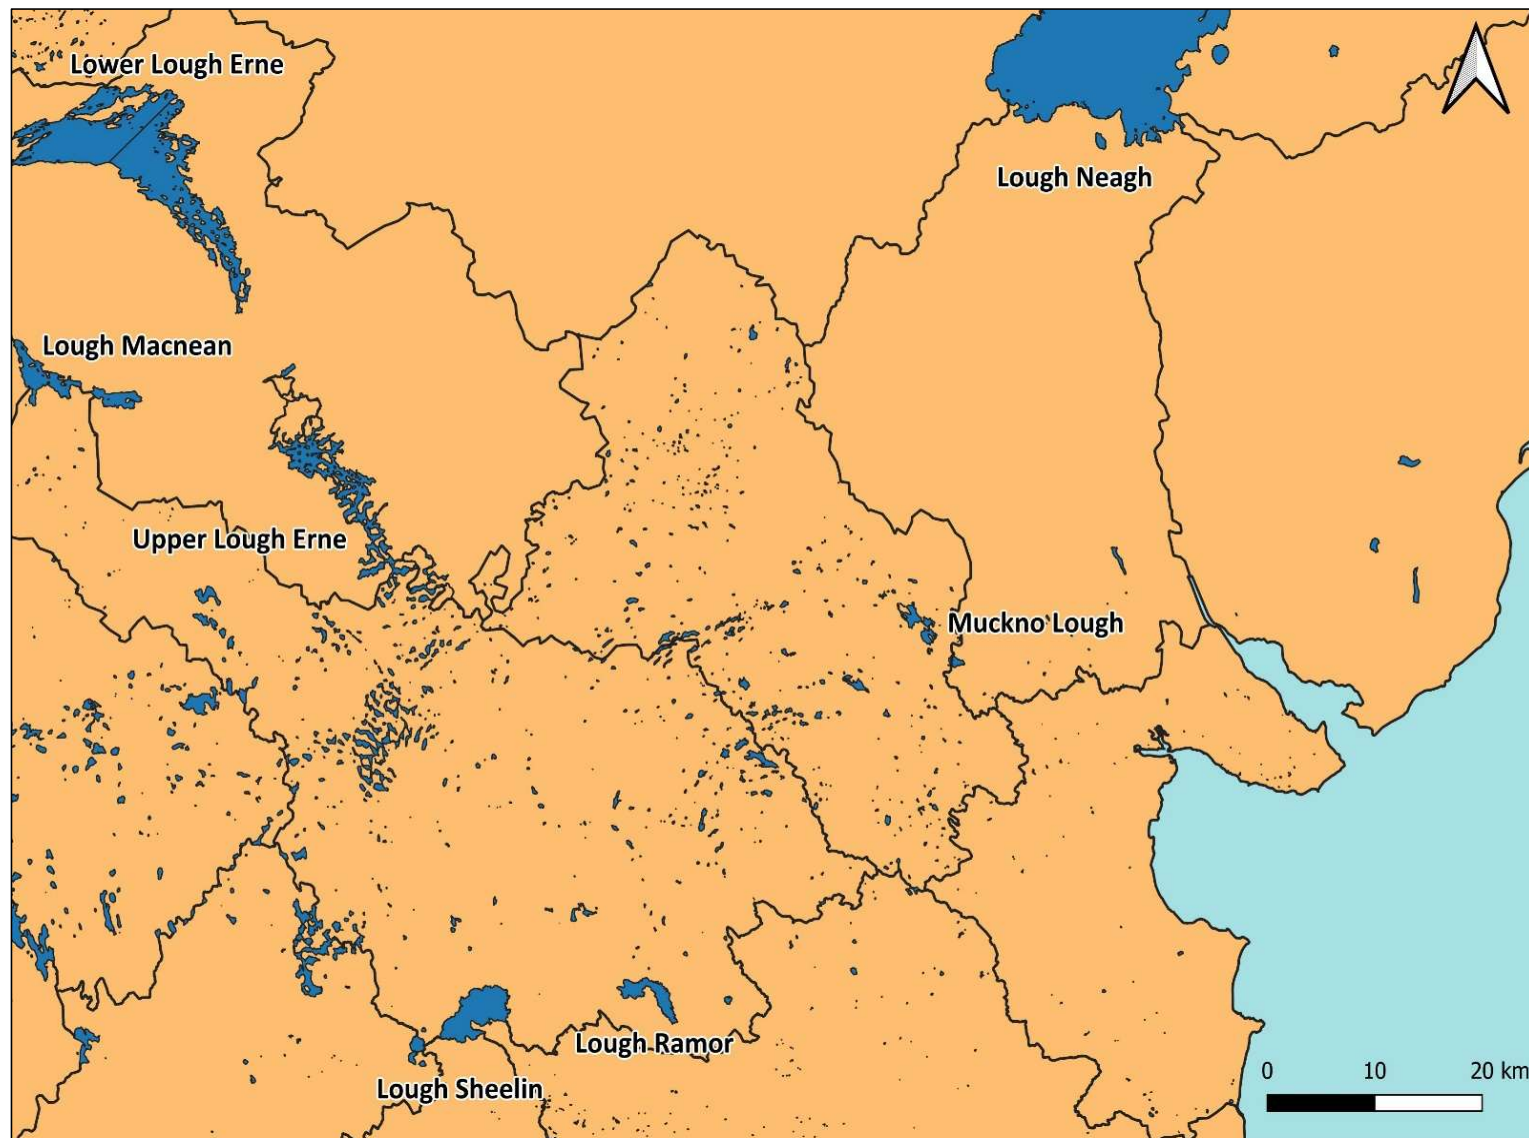 Lower Lough Erne
Lough Neagh
Lough Macnean
Upper Lough Erne
Muckno Lough
Lough Ramor
Lough Sheelin
0 10 20 km